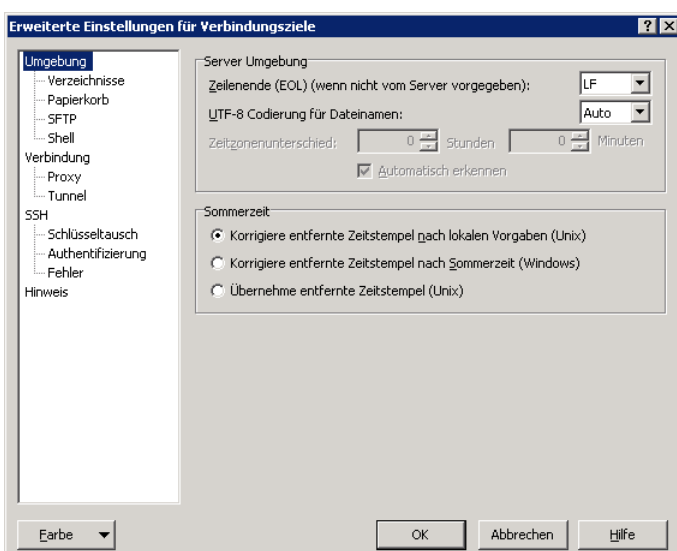 Erweiterte Einstellungen für Verbindungsziele
Umgebung
Verzeichnisse
Papierkorb
SFTP
Shell
Verbindung
Proxy
Tunnel
SSH
Schlüsseltausch
Authentifizierung
Fehler
Hinweis
Server Umgebung
Zeilenende (EOL) (wenn nicht vom Server vorgegeben): LF
UTF-8 Codierung für Dateinamen: Auto
Zeitzonenunterschied: 0 Stunden 0 Minuten
Automatisch erkennen
Sommerzeit
Korrigiere entfernte Zeitstempel nach lokalen Vorgaben (Unix)
Korrigiere entfernte Zeitstempel nach Sommerzeit (Windows)
Übernehme entfernte Zeitstempel (Unix)
Farbe OK Abbrechen Hilfe